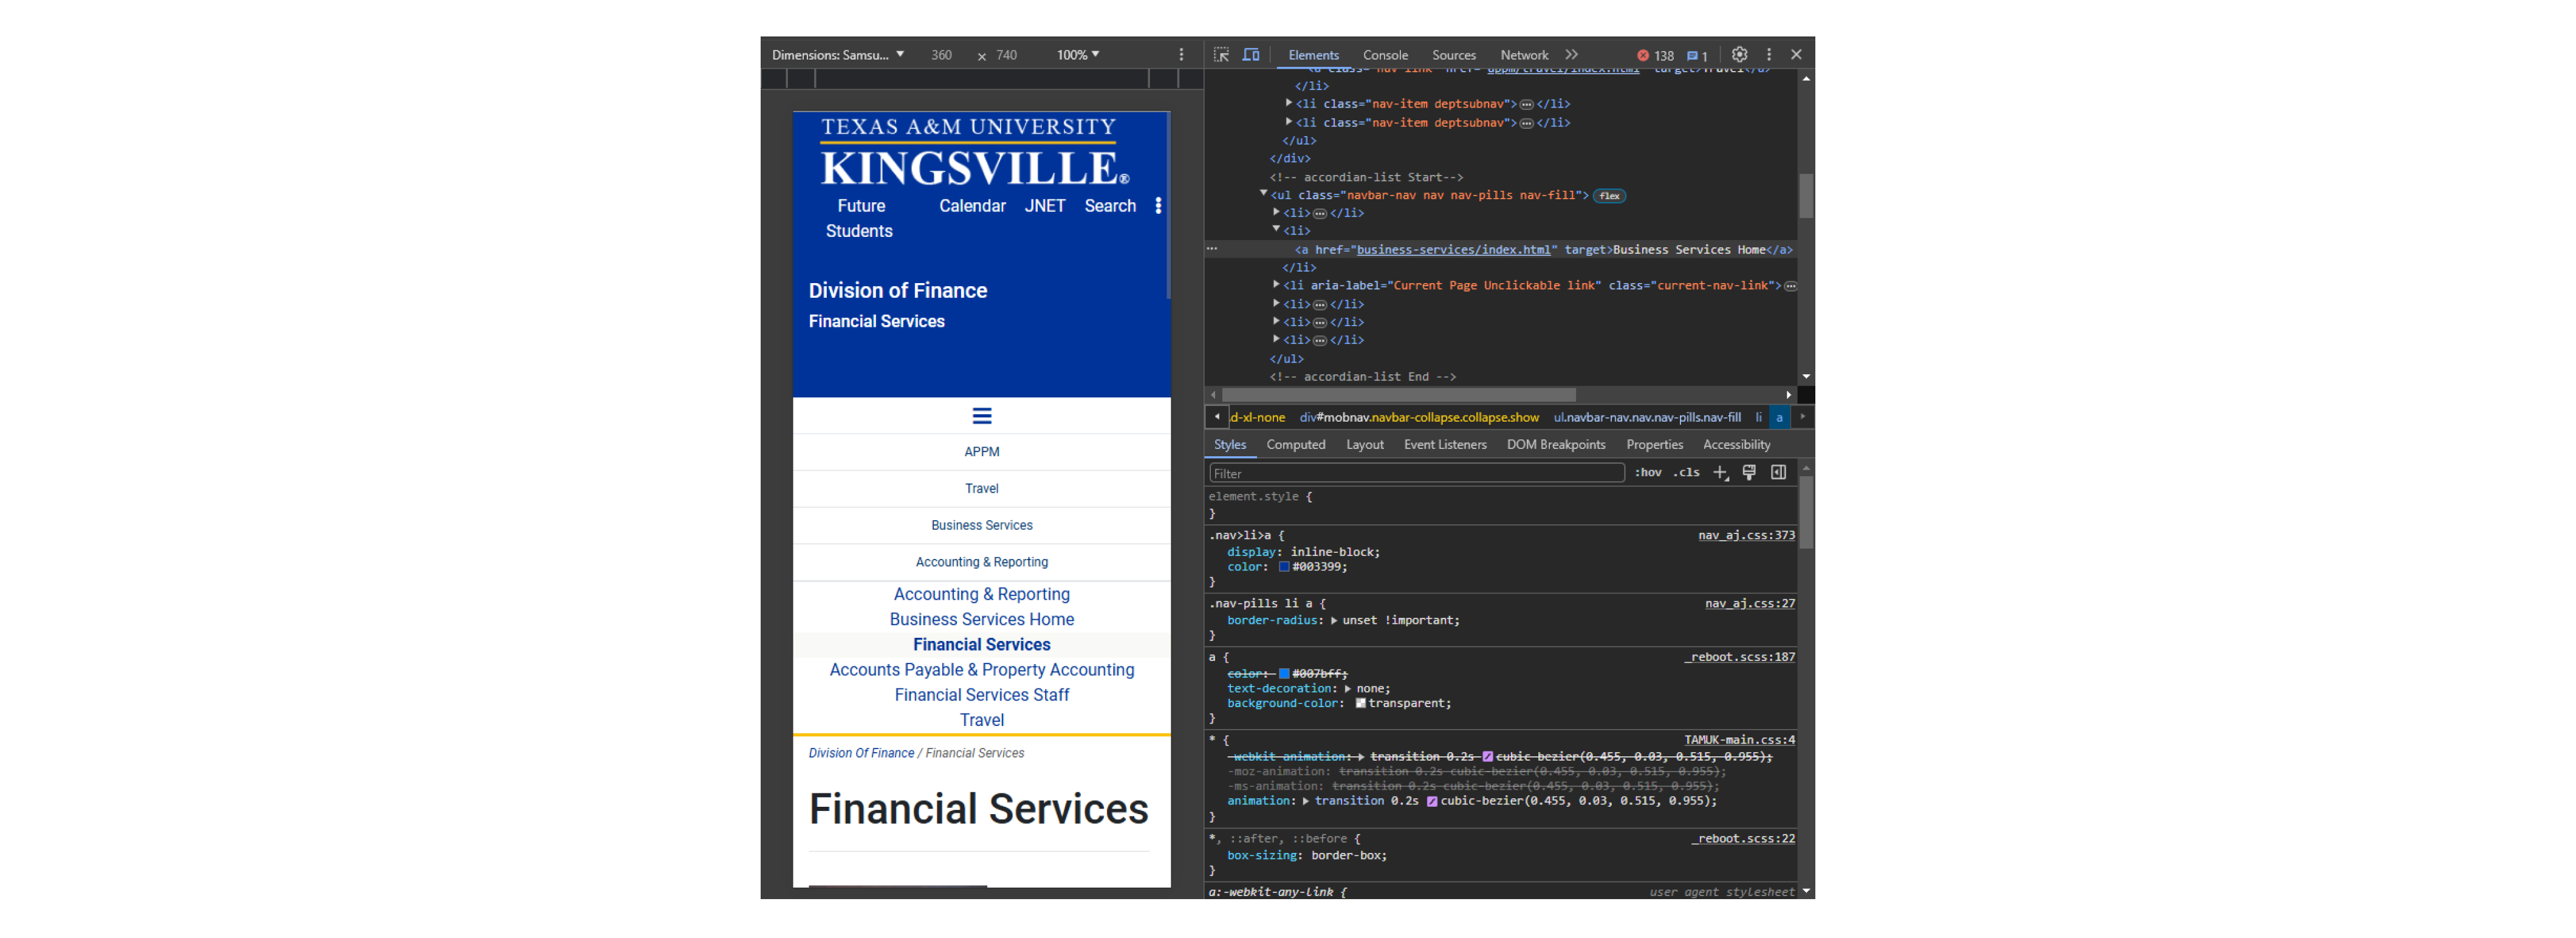 Dimensions: Samsu... 360 × 740 100%
TEXAS A&M UNIVERSITY
KINGSVILLE®
Future Students Calendar JNET Search
Division of Finance
Financial Services
APPM
Travel
Business Services
Accounting & Reporting
Accounting & Reporting
Business Services Home
Financial Services
Accounts Payable & Property Accounting
Financial Services Staff
Travel
Division Of Finance / Financial Services
Financial Services
Elements Console Sources Network 138 1
</li>
<li class="nav-item deptsubnav">…</li>
<li class="nav-item deptsubnav">…</li>
</ul>
</div>
<!-- accordian-list Start-->
<ul class="navbar-nav nav nav-pills nav-fill"> flex
<li>…</li>
<li>
<a href="business-services/index.html" target>Business Services Home</a>
</li>
<li aria-label="Current Page Unclickable link" class="current-nav-link">…
<li>…</li>
<li>…</li>
<li>…</li>
</ul>
<!-- accordian-list End -->
d-xl-none div#mobnav.navbar-collapse.collapse.show ul.navbar-nav.nav.nav-pills.nav-fill li a
Styles Computed Layout Event Listeners DOM Breakpoints Properties Accessibility
Filter :hov .cls
element.style {
}
.nav>li>a { nav_aj.css:373
display: inline-block;
color: #003399;
}
.nav-pills li a { nav_aj.css:27
border-radius: unset !important;
}
a { _reboot.scss:187
color: #007bff;
text-decoration: none;
background-color: transparent;
}
* { TAMUK-main.css:4
-webkit-animation: transition 0.2s cubic-bezier(0.455, 0.03, 0.515, 0.955);
-moz-animation: transition 0.2s cubic-bezier(0.455, 0.03, 0.515, 0.955);
-ms-animation: transition 0.2s cubic-bezier(0.455, 0.03, 0.515, 0.955);
animation: transition 0.2s cubic-bezier(0.455, 0.03, 0.515, 0.955);
}
*, ::after, ::before { _reboot.scss:22
box-sizing: border-box;
}
a:-webkit-any-link { user agent stylesheet